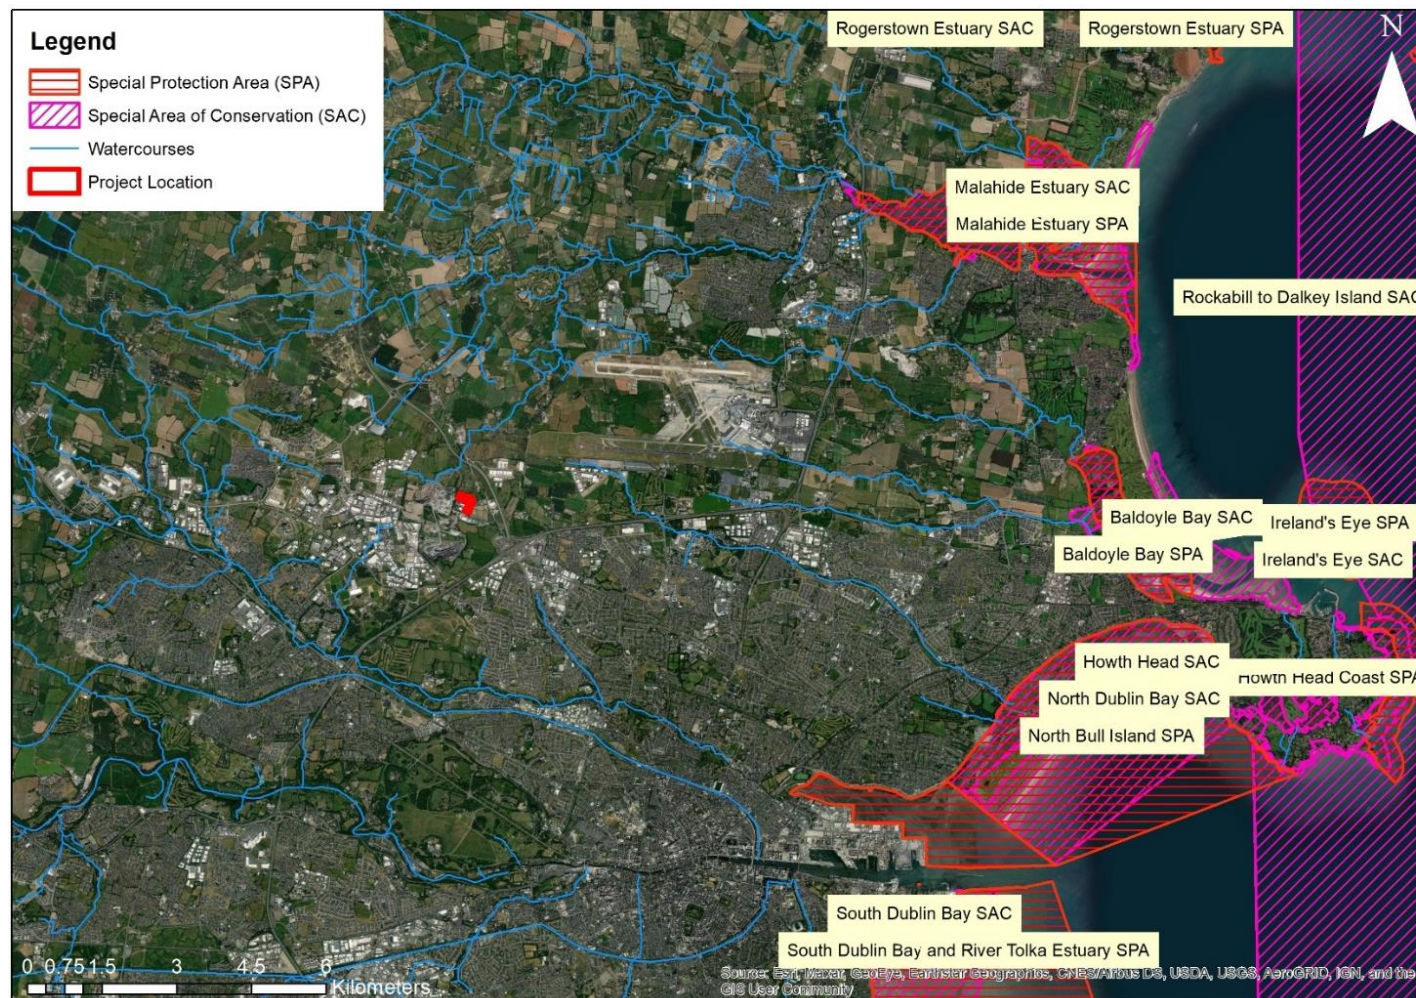 Legend
Special Protection Area (SPA)
Special Area of Conservation (SAC)
Watercourses
Project Location
Rogerstown Estuary SAC
Rogerstown Estuary SPA
N
Malahide Estuary SAC
Malahide Estuary SPA
Rockabill to Dalkey Island SAC
Baldoyle Bay SAC
Ireland's Eye SPA
Baldoyle Bay SPA
Ireland's Eye SAC
Howth Head SAC
Howth Head Coast SPA
North Dublin Bay SAC
North Bull Island SPA
South Dublin Bay SAC
South Dublin Bay and River Tolka Estuary SPA
0 0.75 1.5 3 4.5 6
Kilometers
Source: Esri, Maxar, GeoEye, Earthstar Geographics, CNES/Airbus DS, USDA, USGS, AeroGRID, IGN, and the
GIS User Community